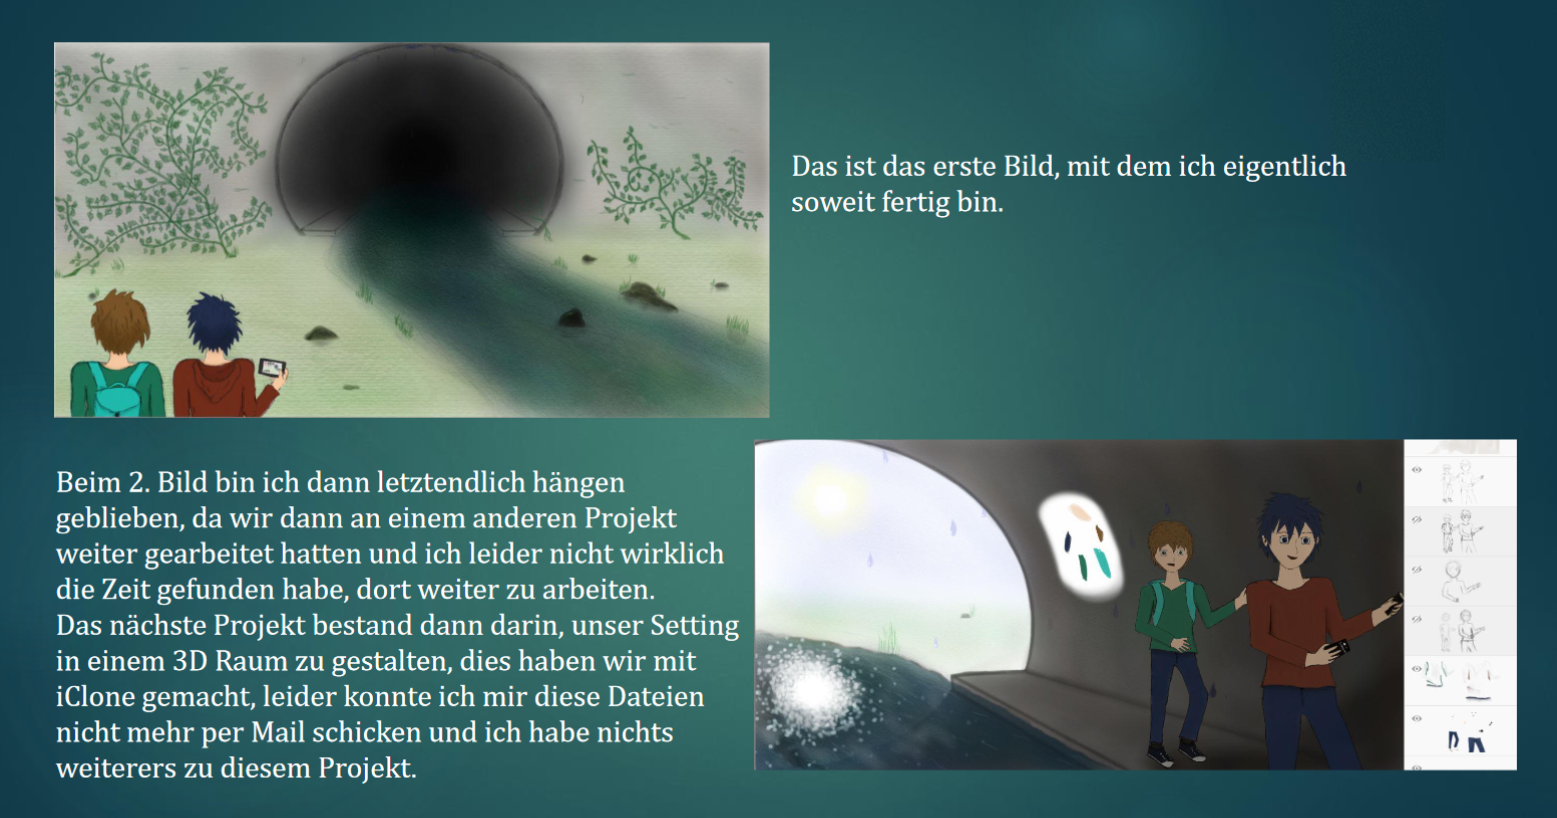 Das ist das erste Bild, mit dem ich eigentlich
soweit fertig bin.
Beim 2. Bild bin ich dann letztendlich hängen
geblieben, da wir dann an einem anderen Projekt
weiter gearbeitet hatten und ich leider nicht wirklich
die Zeit gefunden habe, dort weiter zu arbeiten.
Das nächste Projekt bestand dann darin, unser Setting
in einem 3D Raum zu gestalten, dies haben wir mit
iClone gemacht, leider konnte ich mir diese Dateien
nicht mehr per Mail schicken und ich habe nichts
weiterers zu diesem Projekt.